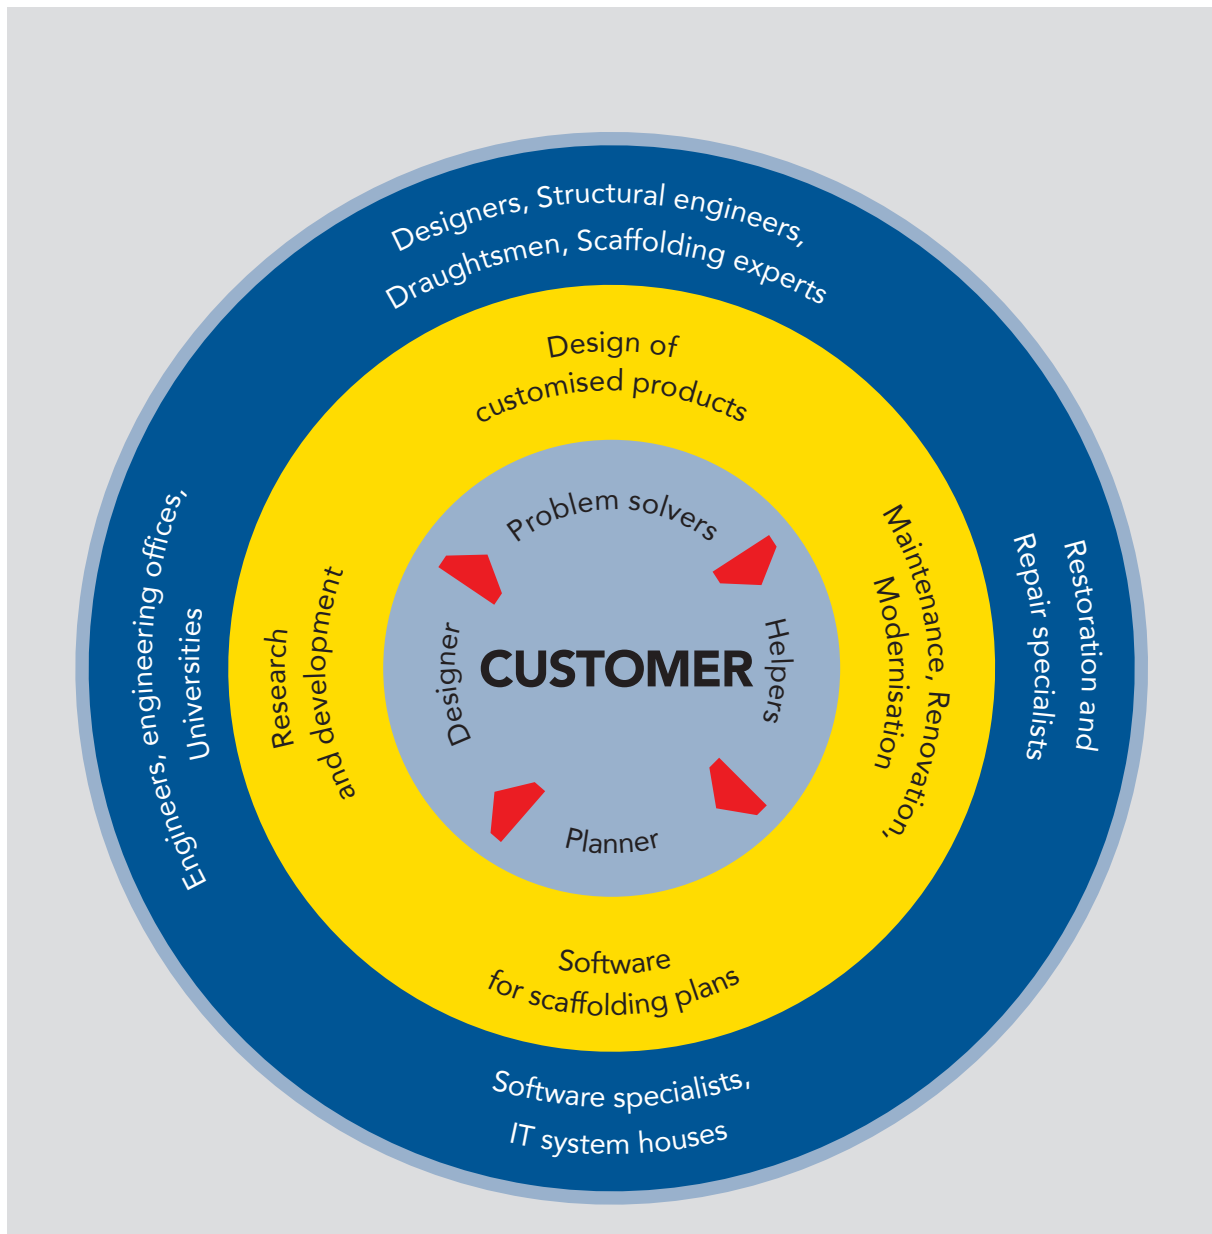 Designers, Structural engineers,
Draughtsmen, Scaffolding experts
Design of
customised products
Problem solvers
Engineers, engineering offices,
Universities
Research
and development
Designer
CUSTOMER
Helpers
Maintenance, Renovation,
Modernisation
Restoration and
Repair specialists
Planner
Software
for scaffolding plans
Software specialists,
IT system houses